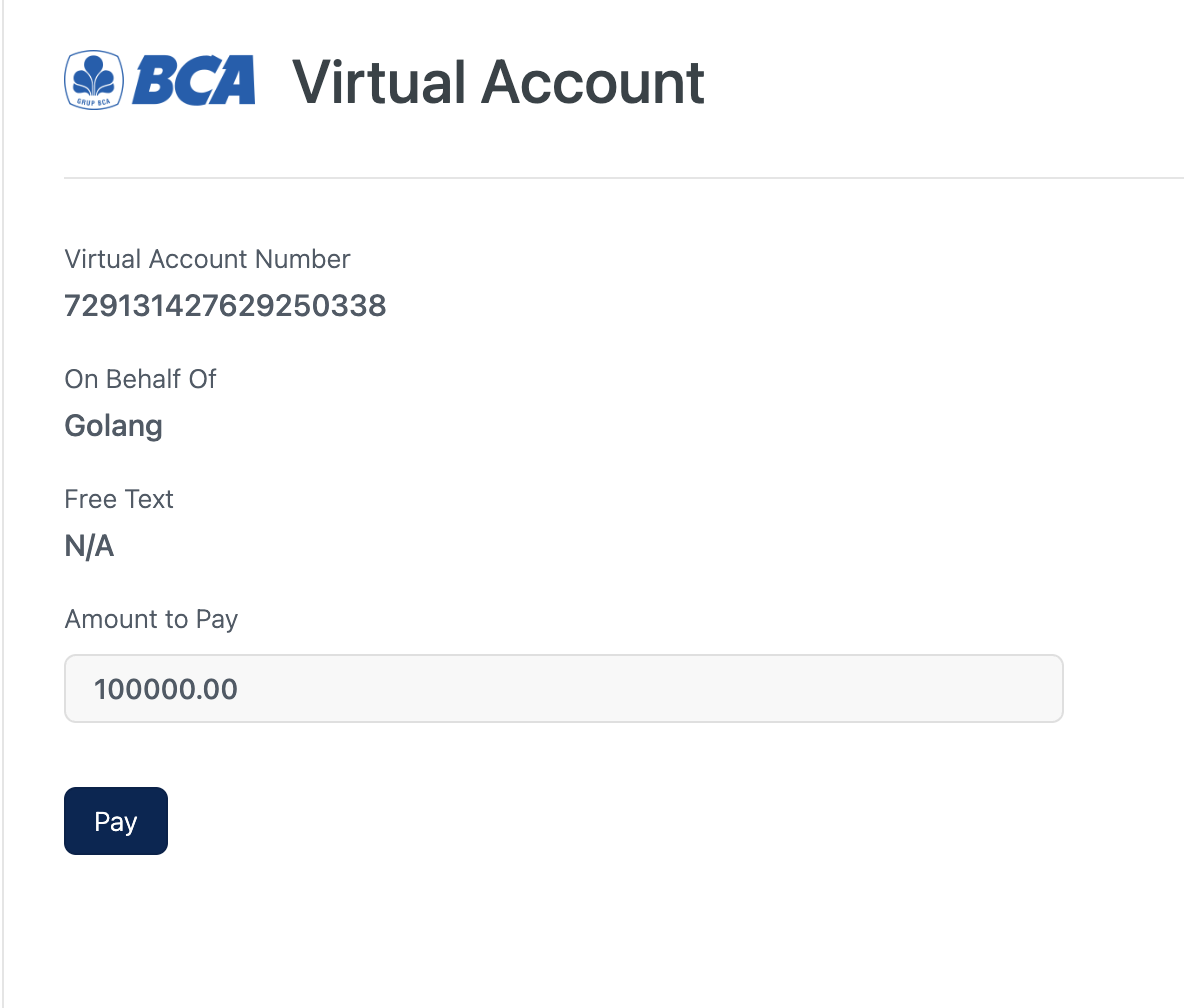 GRUP BCA
BCA Virtual Account
Virtual Account Number
729131427629250338
On Behalf Of
Golang
Free Text
N/A
Amount to Pay
100000.00
Pay